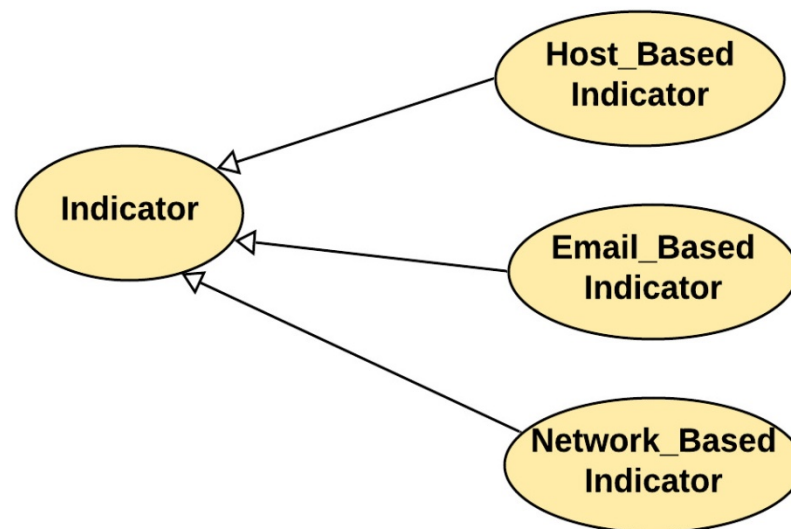 Host_Based
Indicator
Indicator
Email_Based
Indicator
Network_Based
Indicator